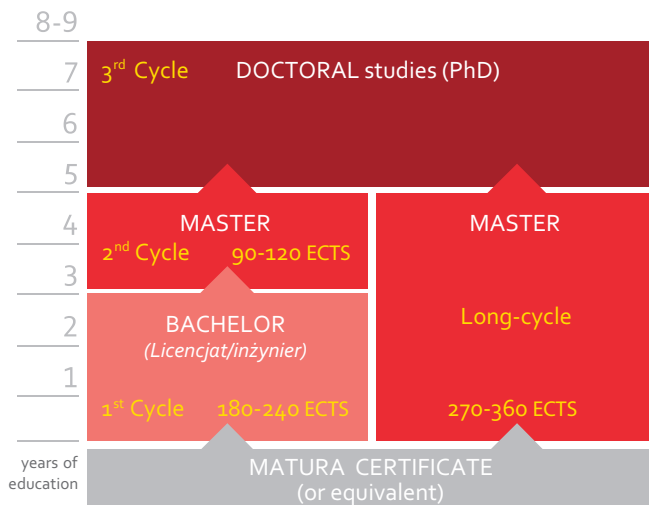 8-9
7
3rd Cycle DOCTORAL studies (PhD)
6
5
4
MASTER
MASTER
2nd Cycle 90-120 ECTS
3
Long-cycle
2
BACHELOR
(Licencjat/inżynier)
1
1st Cycle 180-240 ECTS
270-360 ECTS
years of
education
MATURA CERTIFICATE
(or equivalent)